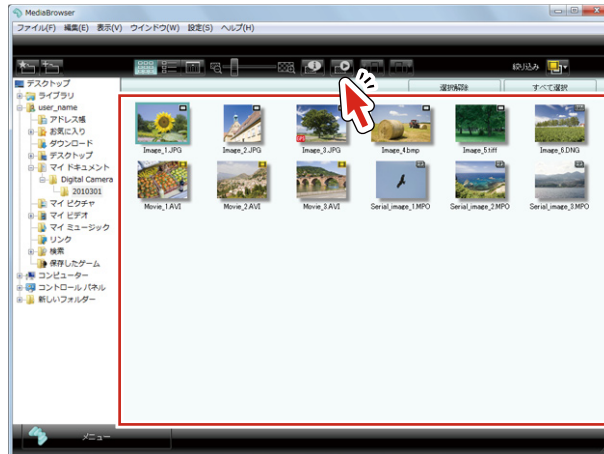 MediaBrowser
ファイル(F) 編集(E) 表示(V) ウインドウ(W) 設定(S) ヘルプ(H)
絞り込み
選択解除 すべて選択
デスクトップ
ライブラリ
user_name
アドレス帳
お気に入り
ダウンロード
デスクトップ
マイ ドキュメント
Digital Camera
2010301
マイ ピクチャ
マイ ビデオ
マイ ミュージック
リンク
検索
保存したゲーム
コンピューター
コントロール パネル
新しいフォルダー
Image_1.JPG Image_2.JPG Image_3.JPG Image_4.bmp Image_5.tiff Image_6.DNG
Movie_1.AVI Movie_2.AVI Movie_3.AVI Serial_image_1.MPO Serial_image_2.MPO Serial_image_3.MPO
メニュー